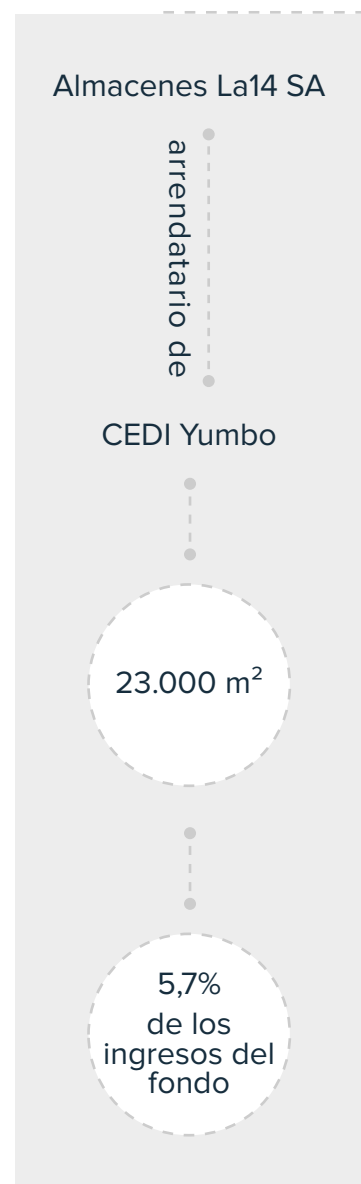 Almacenes La14 SA
arrendatario de
CEDI Yumbo
23.000 m²
5,7%
de los
ingresos del
fondo